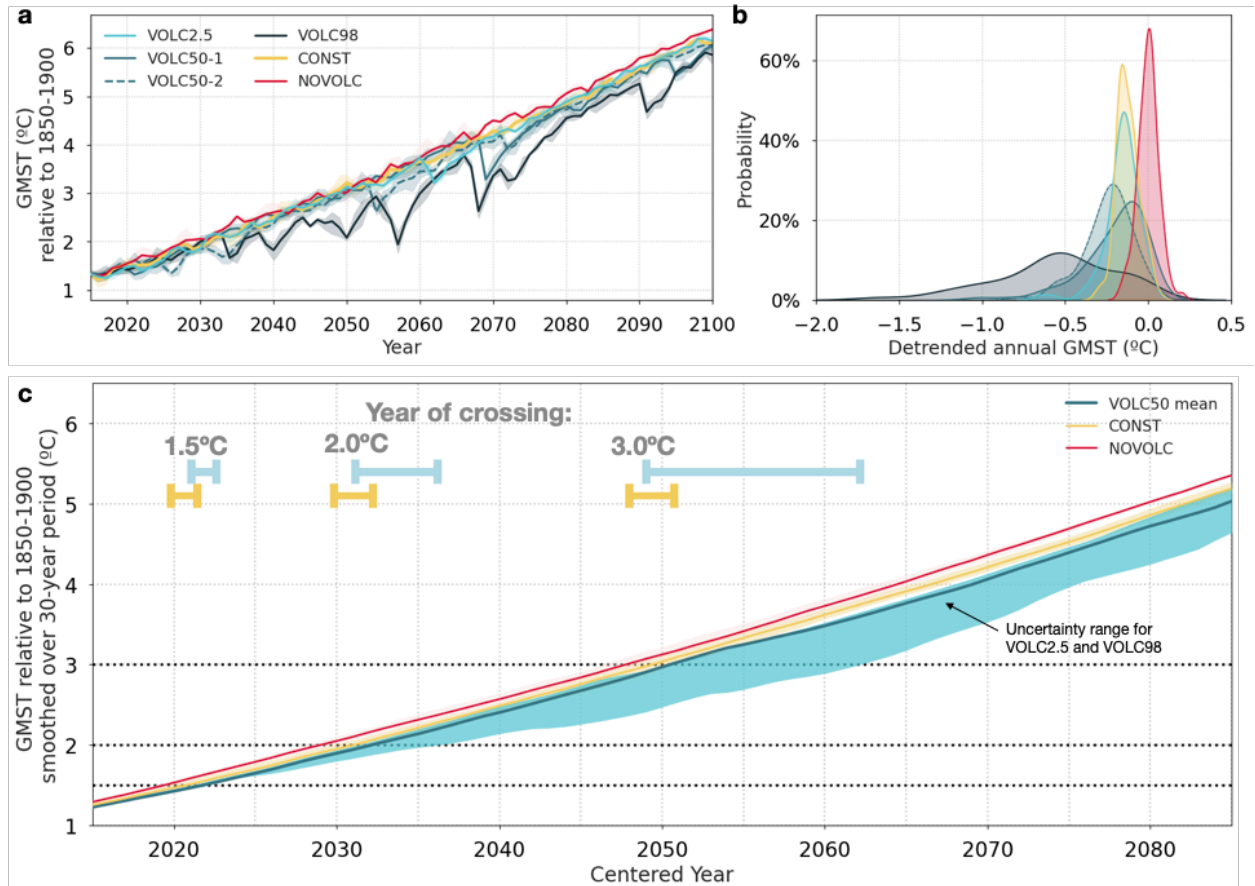 a
GMST (ºC)
relative to 1850-1900
6
5
4
3
2
1
VOLC2.5
VOLC50-1
VOLC50-2
VOLC98
CONST
NOVOLC
2020 2030 2040 2050 2060 2070 2080 2090 2100
Year
b
Probability
60%
40%
20%
0%
−2.0 −1.5 −1.0 −0.5 0.0 0.5
Detrended annual GMST (ºC)
c
GMST relative to 1850-1900
smoothed over 30-year period (ºC)
6
5
4
3
2
1
Year of crossing:
1.5ºC
2.0ºC
3.0ºC
VOLC50 mean
CONST
NOVOLC
Uncertainty range for
VOLC2.5 and VOLC98
2020 2030 2040 2050 2060 2070 2080
Centered Year